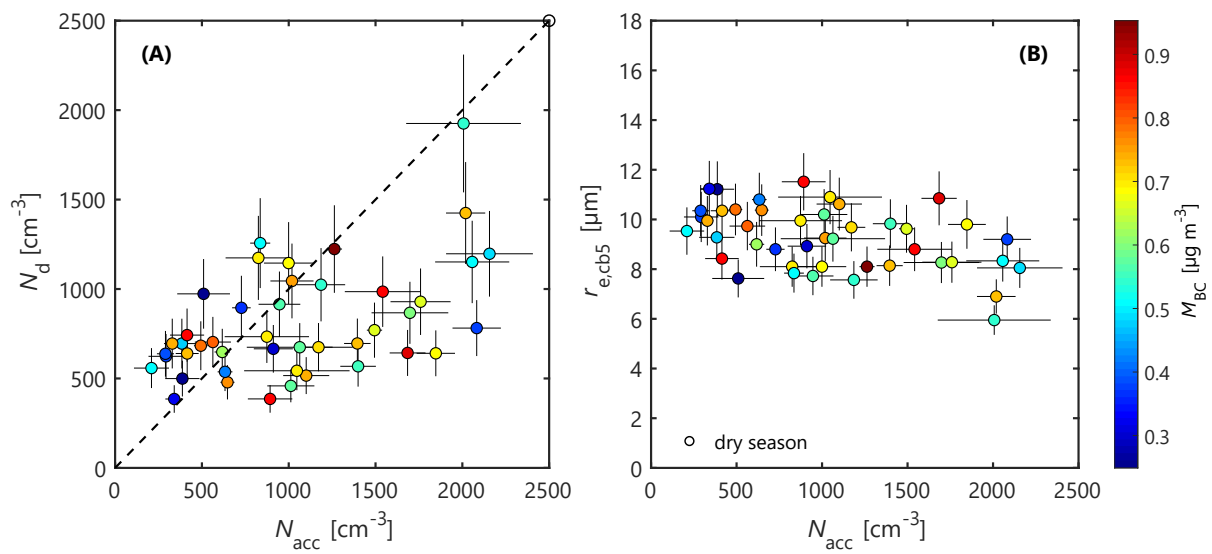 (A)
2500
2000
1500
1000
500
0
N_d [cm⁻³]
0 500 1000 1500 2000 2500
N_acc [cm⁻³]
(B)
18
16
14
12
10
8
6
4
2
0
r_e,cb5 [µm]
dry season
0 500 1000 1500 2000 2500
N_acc [cm⁻³]
0.9
0.8
0.7
0.6
0.5
0.4
0.3
M_BC [µg m⁻³]